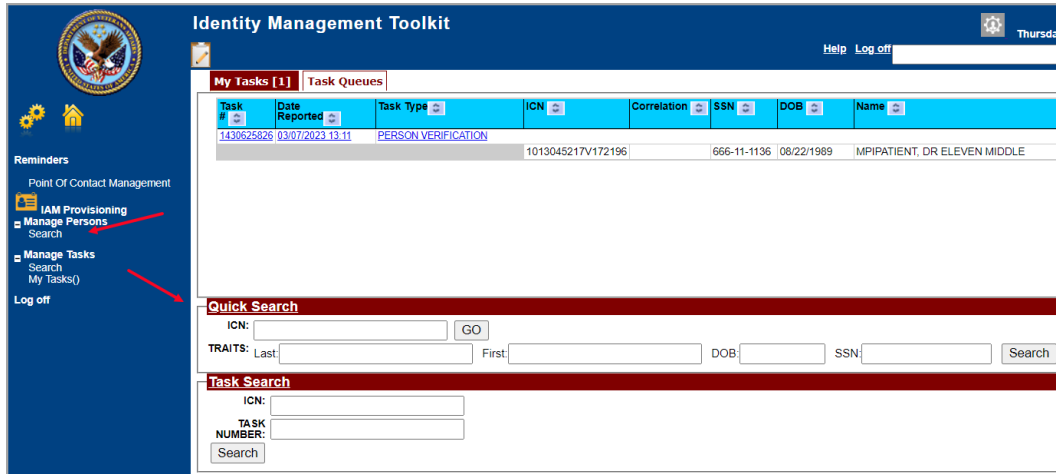 Identity Management Toolkit
Thursda
Help Log off
My Tasks [1] Task Queues
Task # Date Reported Task Type ICN Correlation SSN DOB Name
1430625826 03/07/2023 13:11 PERSON VERIFICATION
1013045217V172196 666-11-1136 08/22/1989 MPIPATIENT, DR ELEVEN MIDDLE
Reminders
Point Of Contact Management
IAM Provisioning
Manage Persons
Search
Manage Tasks
Search
My Tasks()
Log off
Quick Search
ICN: GO
TRAITS: Last: First: DOB: SSN: Search
Task Search
ICN:
TASK
NUMBER:
Search